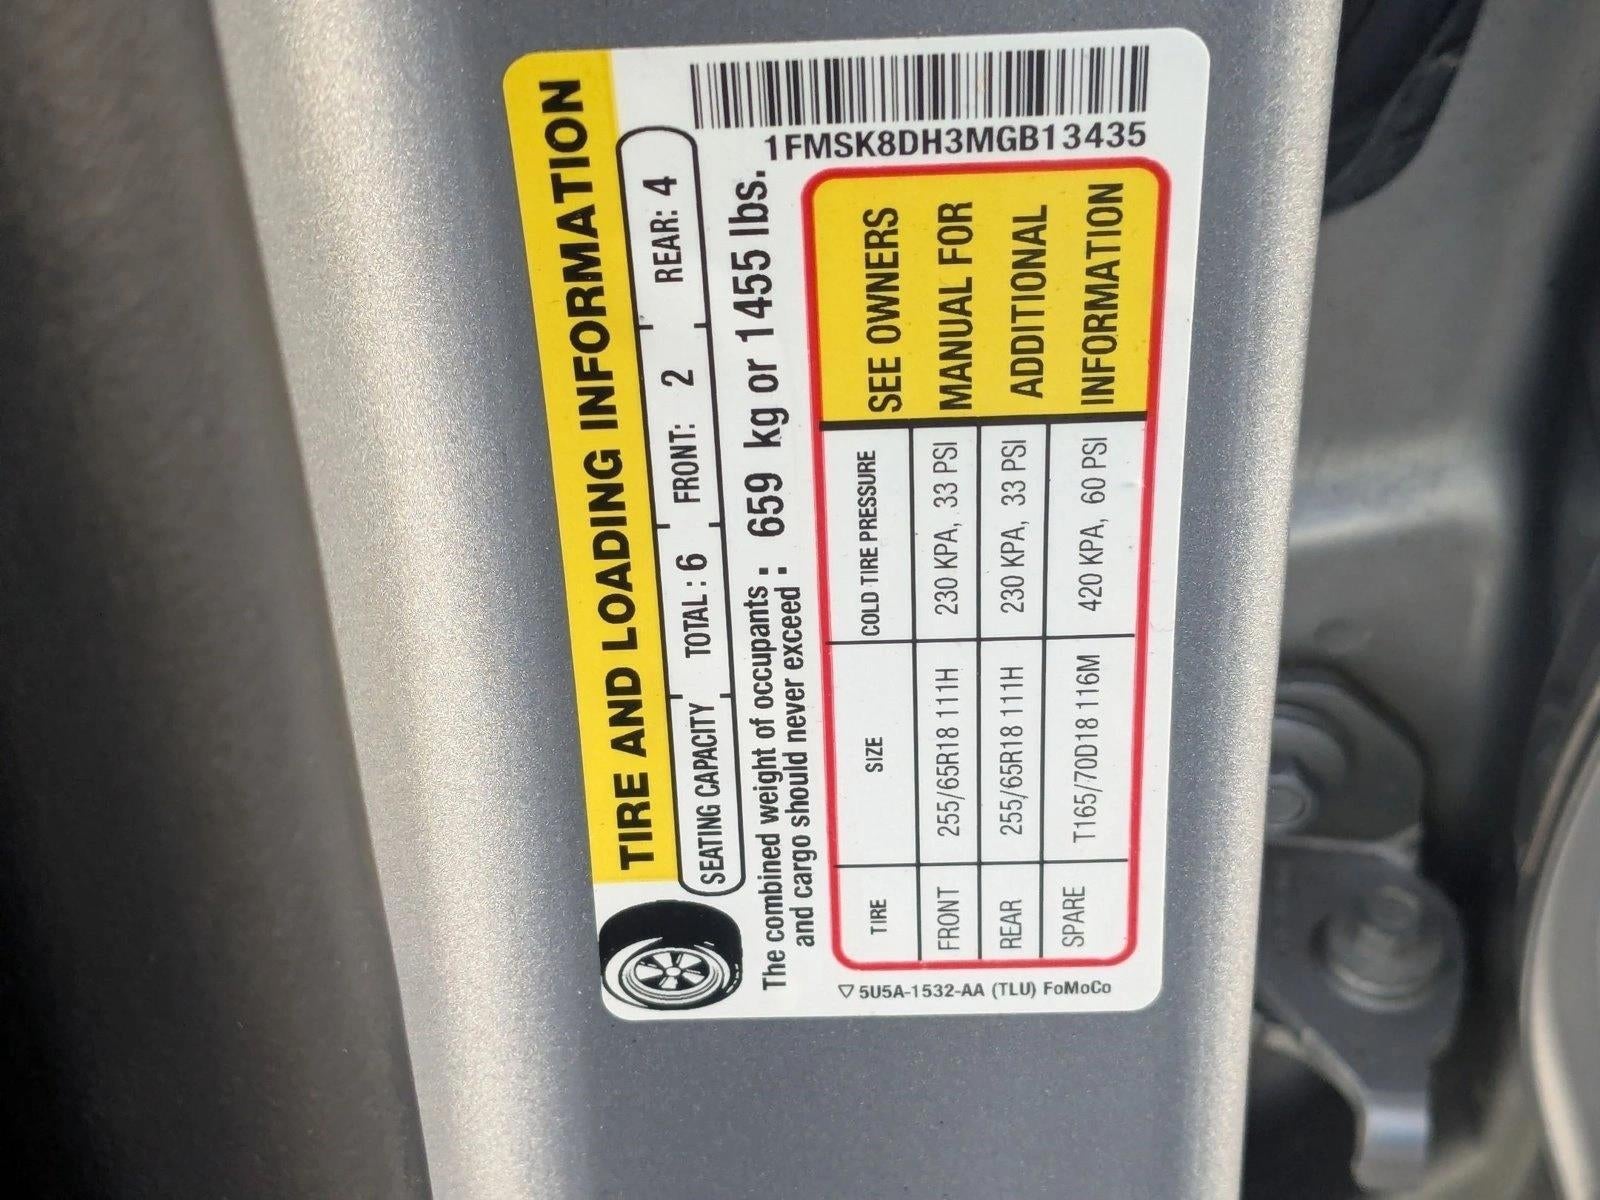 TIRE AND LOADING INFORMATION
SEATING CAPACITY TOTAL : 6 FRONT: 2 REAR: 4
The combined weight of occupants : 659 kg or 1455 lbs.
and cargo should never exceed :
1FMSK8DH3MGB13435
TIRE SIZE COLD TIRE PRESSURE
FRONT 255/65R18 111H 230 KPA, 33 PSI
REAR 255/65R18 111H 230 KPA, 33 PSI
SPARE T165/70D18 116M 420 KPA, 60 PSI
SEE OWNERS
MANUAL FOR
ADDITIONAL
INFORMATION
▽ 5U5A-1532-AA (TLU) FoMoCo